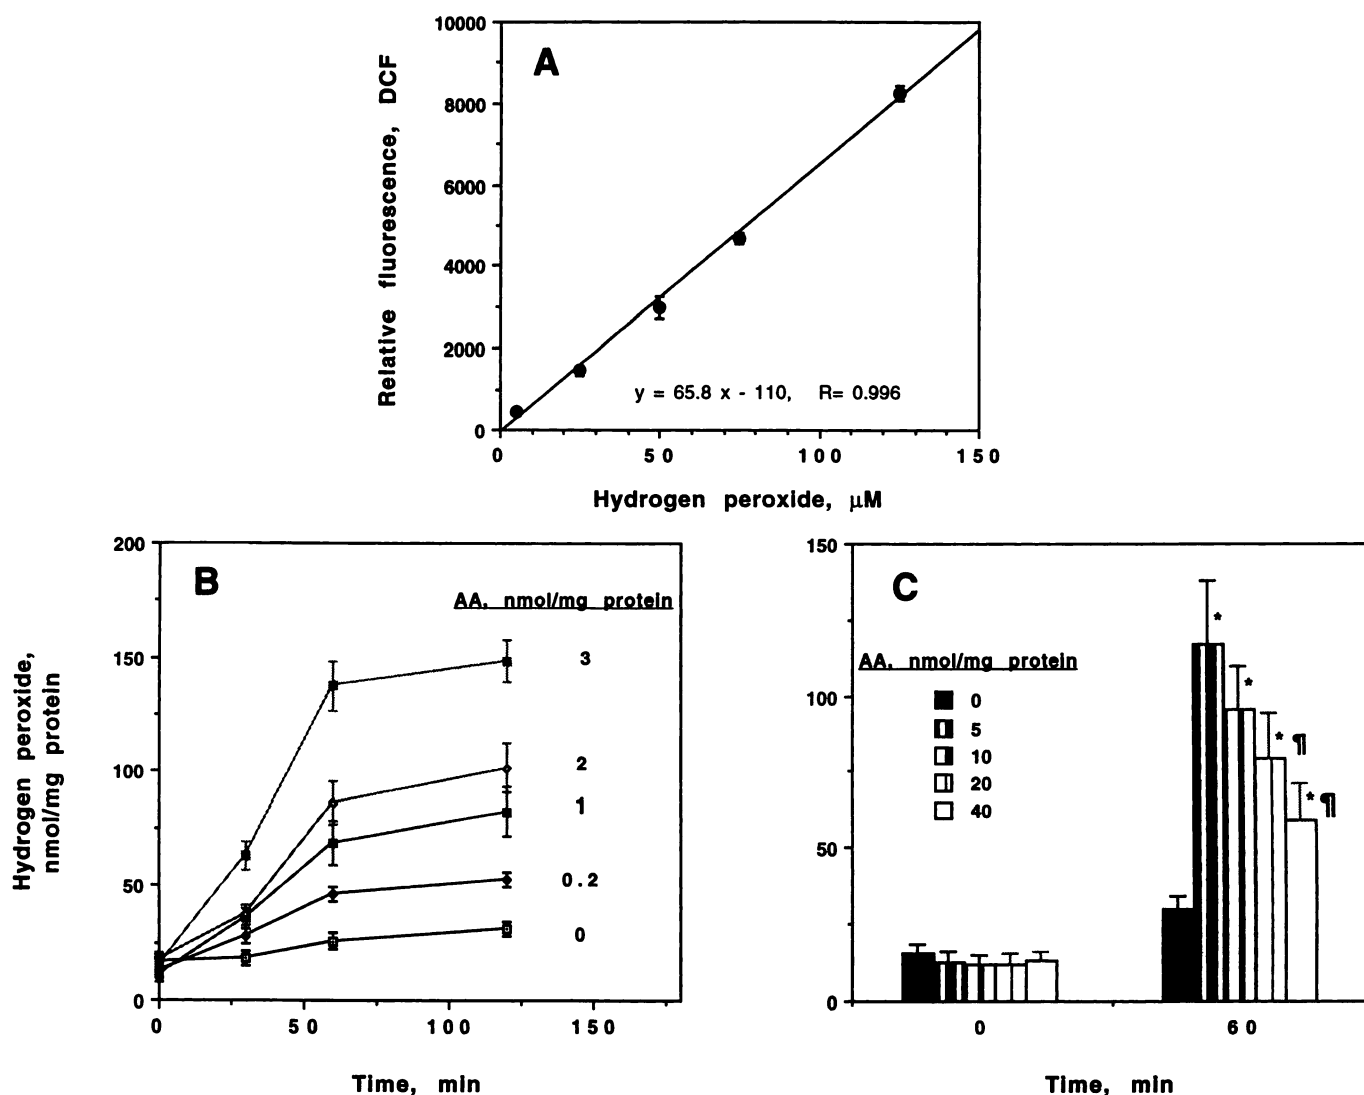 A
Relative fluorescence, DCF
10000
8000
6000
4000
2000
0
y = 65.8 x - 110, R= 0.996
0 50 100 150
Hydrogen peroxide, μM
B
Hydrogen peroxide,
nmol/mg protein
200
150
100
50
0
AA, nmol/mg protein
3
2
1
0.2
0
0 50 100 150
Time, min
C
150
100
50
0
AA, nmol/mg protein
0
5
10
20
40
*
*
* ¶
* ¶
0 60
Time, min